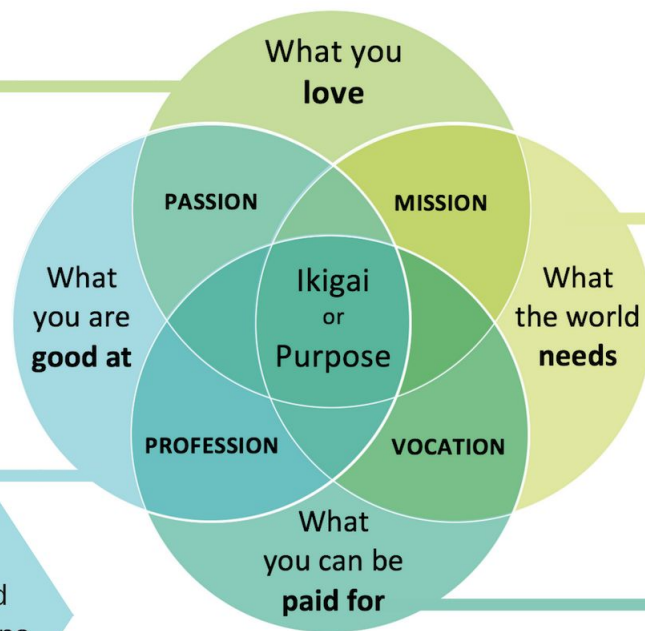 What you
love
PASSION
MISSION
What
you are
good at
Ikigai
or
Purpose
What
the world
needs
PROFESSION
VOCATION
What
you can be
paid for